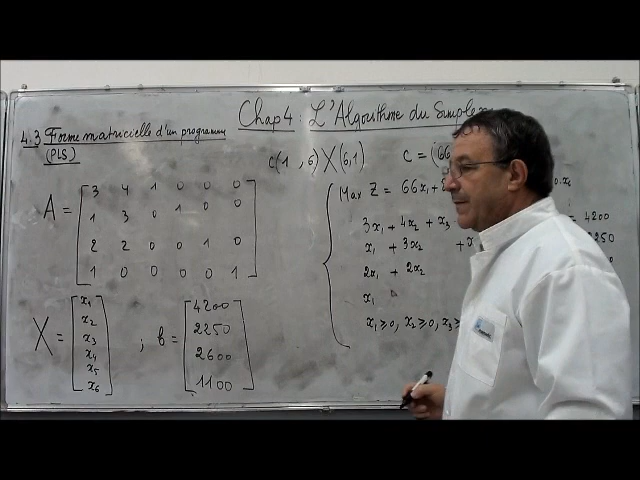 Chap 4: L'Algorithme du Simplex
4.3 Forme matricielle d'un programme
(PLS)
c(1, 6) X (6,1)
C = (66
A = [3 4 1 0 0 0
1 3 0 1 0 0
2 2 0 0 1 0
1 0 0 0 0 1]
Max Z = 66x₁ +
3x₁ + 4x₂ + x₃ = 4200
x₁ + 3x₂ + x 2250
2x₁ + 2x₂
x₁
x₁ ≥ 0, x₂ ≥ 0, x₃ ≥
X = [x₁
x₂
x₃
x₄
x₅
x₆]
; b = [4200
2250
2600
1100]